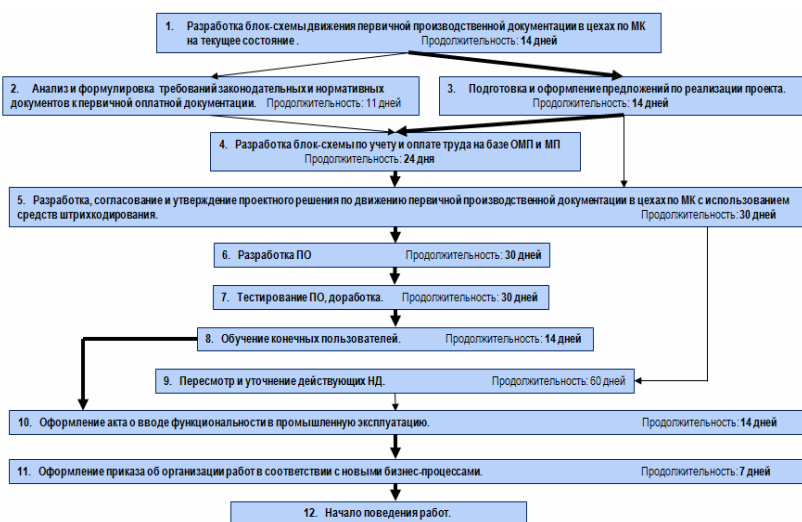 1. Разработка блок-схемы движения первичной производственной документации в цехах по МК
на текущее состояние . Продолжительность: 14 дней
2. Анализ и формулировка требований законодательных и нормативных
документов к первичной оплатной документации. Продолжительность: 11 дней
3. Подготовка и оформление предложений по реализации проекта.
Продолжительность: 14 дней
4. Разработка блок-схемы по учету и оплате труда на базе ОМП и МП
Продолжительность: 24 дня
5. Разработка, согласование и утверждение проектного решения по движению первичной производственной документации в цехах по МК с использованием
средств штрихкодирования. Продолжительность: 30 дней
6. Разработка ПО Продолжительность: 30 дней
7. Тестирование ПО, доработка. Продолжительность: 30 дней
8. Обучение конечных пользователей. Продолжительность: 14 дней
9. Пересмотр и уточнение действующих НД. Продолжительность: 60 дней
10. Оформление акта о вводе функциональности в промышленную эксплуатацию. Продолжительность: 14 дней
11. Оформление приказа об организации работ в соответствии с новыми бизнес-процессами. Продолжительность: 7 дней
12. Начало поведения работ.